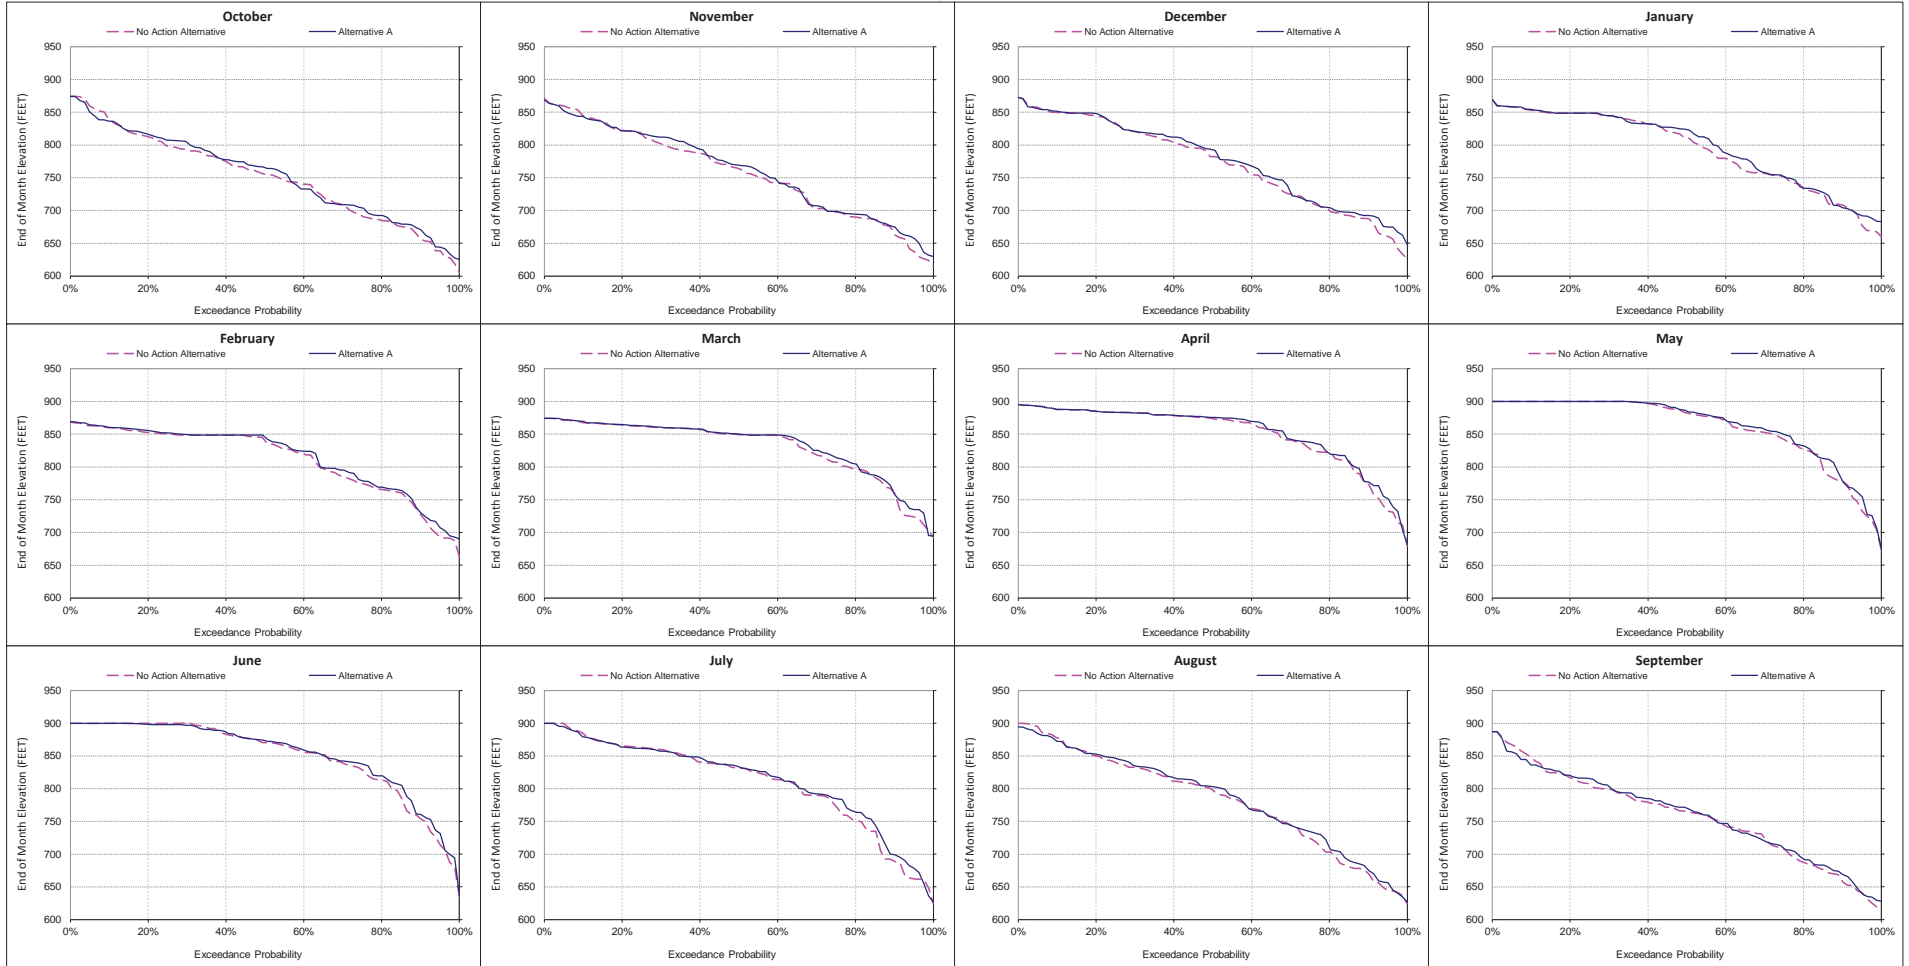 October
No Action Alternative Alternative A
End of Month Elevation (FEET)
950
900
850
800
750
700
650
600
0% 20% 40% 60% 80% 100%
Exceedance Probability
November
No Action Alternative Alternative A
End of Month Elevation (FEET)
950
900
850
800
750
700
650
600
0% 20% 40% 60% 80% 100%
Exceedance Probability
December
No Action Alternative Alternative A
End of Month Elevation (FEET)
950
900
850
800
750
700
650
600
0% 20% 40% 60% 80% 100%
Exceedance Probability
January
No Action Alternative Alternative A
End of Month Elevation (FEET)
950
900
850
800
750
700
650
600
0% 20% 40% 60% 80% 100%
Exceedance Probability
February
No Action Alternative Alternative A
End of Month Elevation (FEET)
950
900
850
800
750
700
650
600
0% 20% 40% 60% 80% 100%
Exceedance Probability
March
No Action Alternative Alternative A
End of Month Elevation (FEET)
950
900
850
800
750
700
650
600
0% 20% 40% 60% 80% 100%
Exceedance Probability
April
No Action Alternative Alternative A
End of Month Elevation (FEET)
950
900
850
800
750
700
650
600
0% 20% 40% 60% 80% 100%
Exceedance Probability
May
No Action Alternative Alternative A
End of Month Elevation (FEET)
950
900
850
800
750
700
650
600
0% 20% 40% 60% 80% 100%
Exceedance Probability
June
No Action Alternative Alternative A
End of Month Elevation (FEET)
950
900
850
800
750
700
650
600
0% 20% 40% 60% 80% 100%
Exceedance Probability
July
No Action Alternative Alternative A
End of Month Elevation (FEET)
950
900
850
800
750
700
650
600
0% 20% 40% 60% 80% 100%
Exceedance Probability
August
No Action Alternative Alternative A
End of Month Elevation (FEET)
950
900
850
800
750
700
650
600
0% 20% 40% 60% 80% 100%
Exceedance Probability
September
No Action Alternative Alternative A
End of Month Elevation (FEET)
950
900
850
800
750
700
650
600
0% 20% 40% 60% 80% 100%
Exceedance Probability